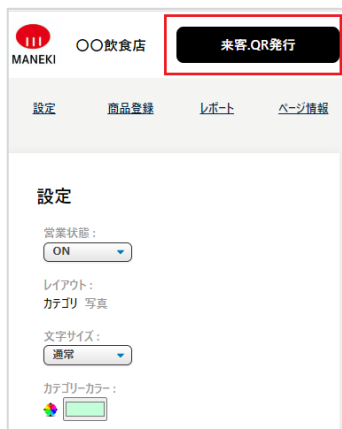 MANEKI
〇〇飲食店
来客.QR発行
設定
商品登録
レポート
ページ情報
設定
営業状態 :
ON
レイアウト :
カテゴリ 写真
文字サイズ :
通常
カテゴリーカラー :